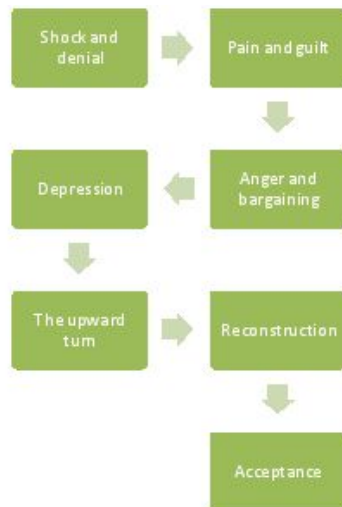 Shock and
denial
Pain and guilt
Anger and
bargaining
Depression
The upward
turn
Reconstruction
Acceptance